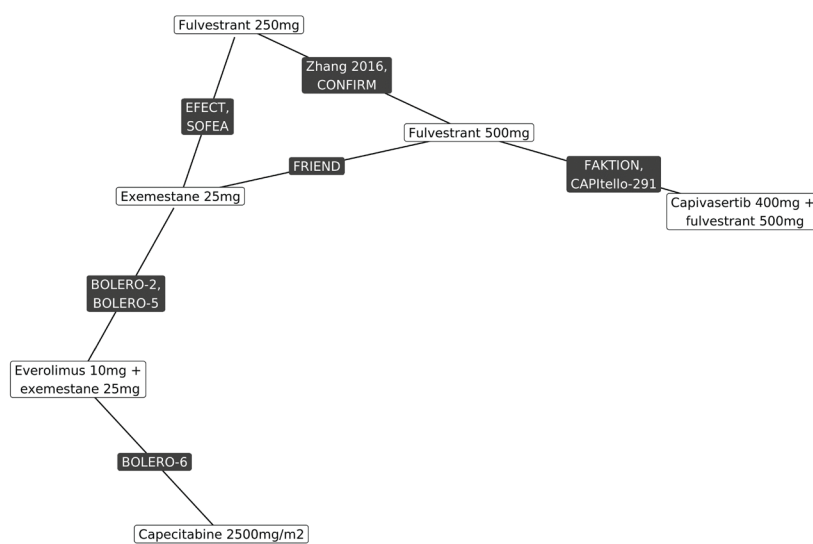 Fulvestrant 250mg
Zhang 2016,
CONFIRM
EFECT,
SOFEA
Fulvestrant 500mg
FRIEND
FAKTION,
CAPItello-291
Exemestane 25mg
Capivasertib 400mg +
fulvestrant 500mg
BOLERO-2,
BOLERO-5
Everolimus 10mg +
exemestane 25mg
BOLERO-6
Capecitabine 2500mg/m2